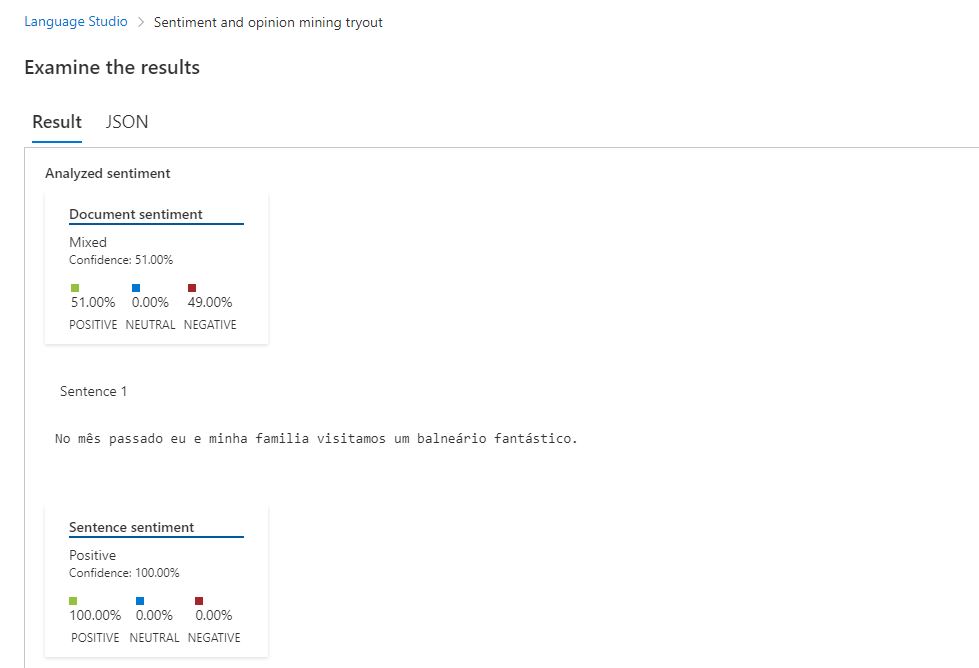 Language Studio > Sentiment and opinion mining tryout
Examine the results
Result JSON
Analyzed sentiment
Document sentiment
Mixed
Confidence: 51.00%
51.00% 0.00% 49.00%
POSITIVE NEUTRAL NEGATIVE
Sentence 1
No mês passado eu e minha familia visitamos um balneário fantástico.
Sentence sentiment
Positive
Confidence: 100.00%
100.00% 0.00% 0.00%
POSITIVE NEUTRAL NEGATIVE